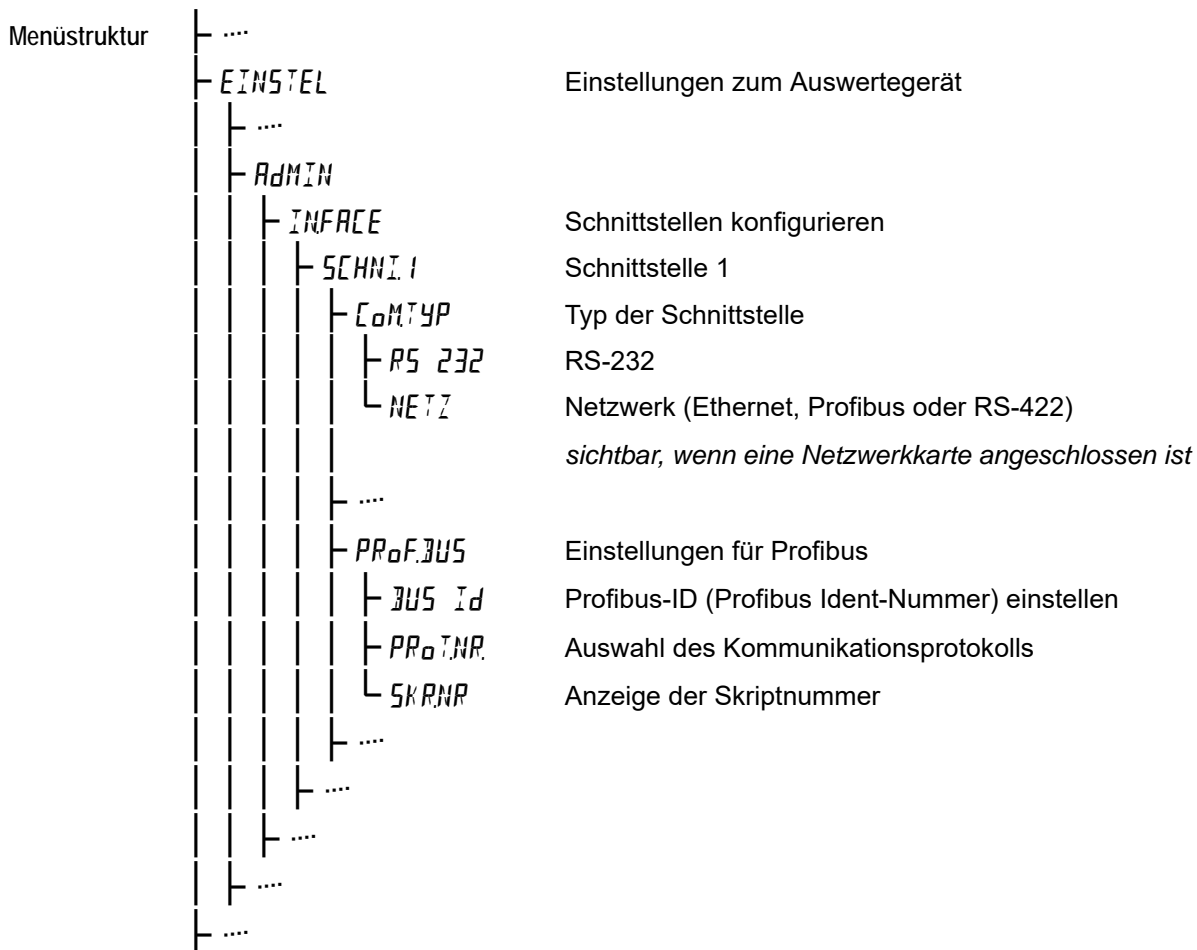 Menüstruktur ....
EINSTEL Einstellungen zum Auswertegerät
....
AdMIN
IN.FACE Schnittstellen konfigurieren
SCHNI.1 Schnittstelle 1
CoM.TYP Typ der Schnittstelle
RS 232 RS-232
NETZ Netzwerk (Ethernet, Profibus oder RS-422)
sichtbar, wenn eine Netzwerkkarte angeschlossen ist
....
PRoF.BUS Einstellungen für Profibus
BUS Id Profibus-ID (Profibus Ident-Nummer) einstellen
PRoT.NR. Auswahl des Kommunikationsprotokolls
SKR.NR Anzeige der Skriptnummer
....
....
....
....
....